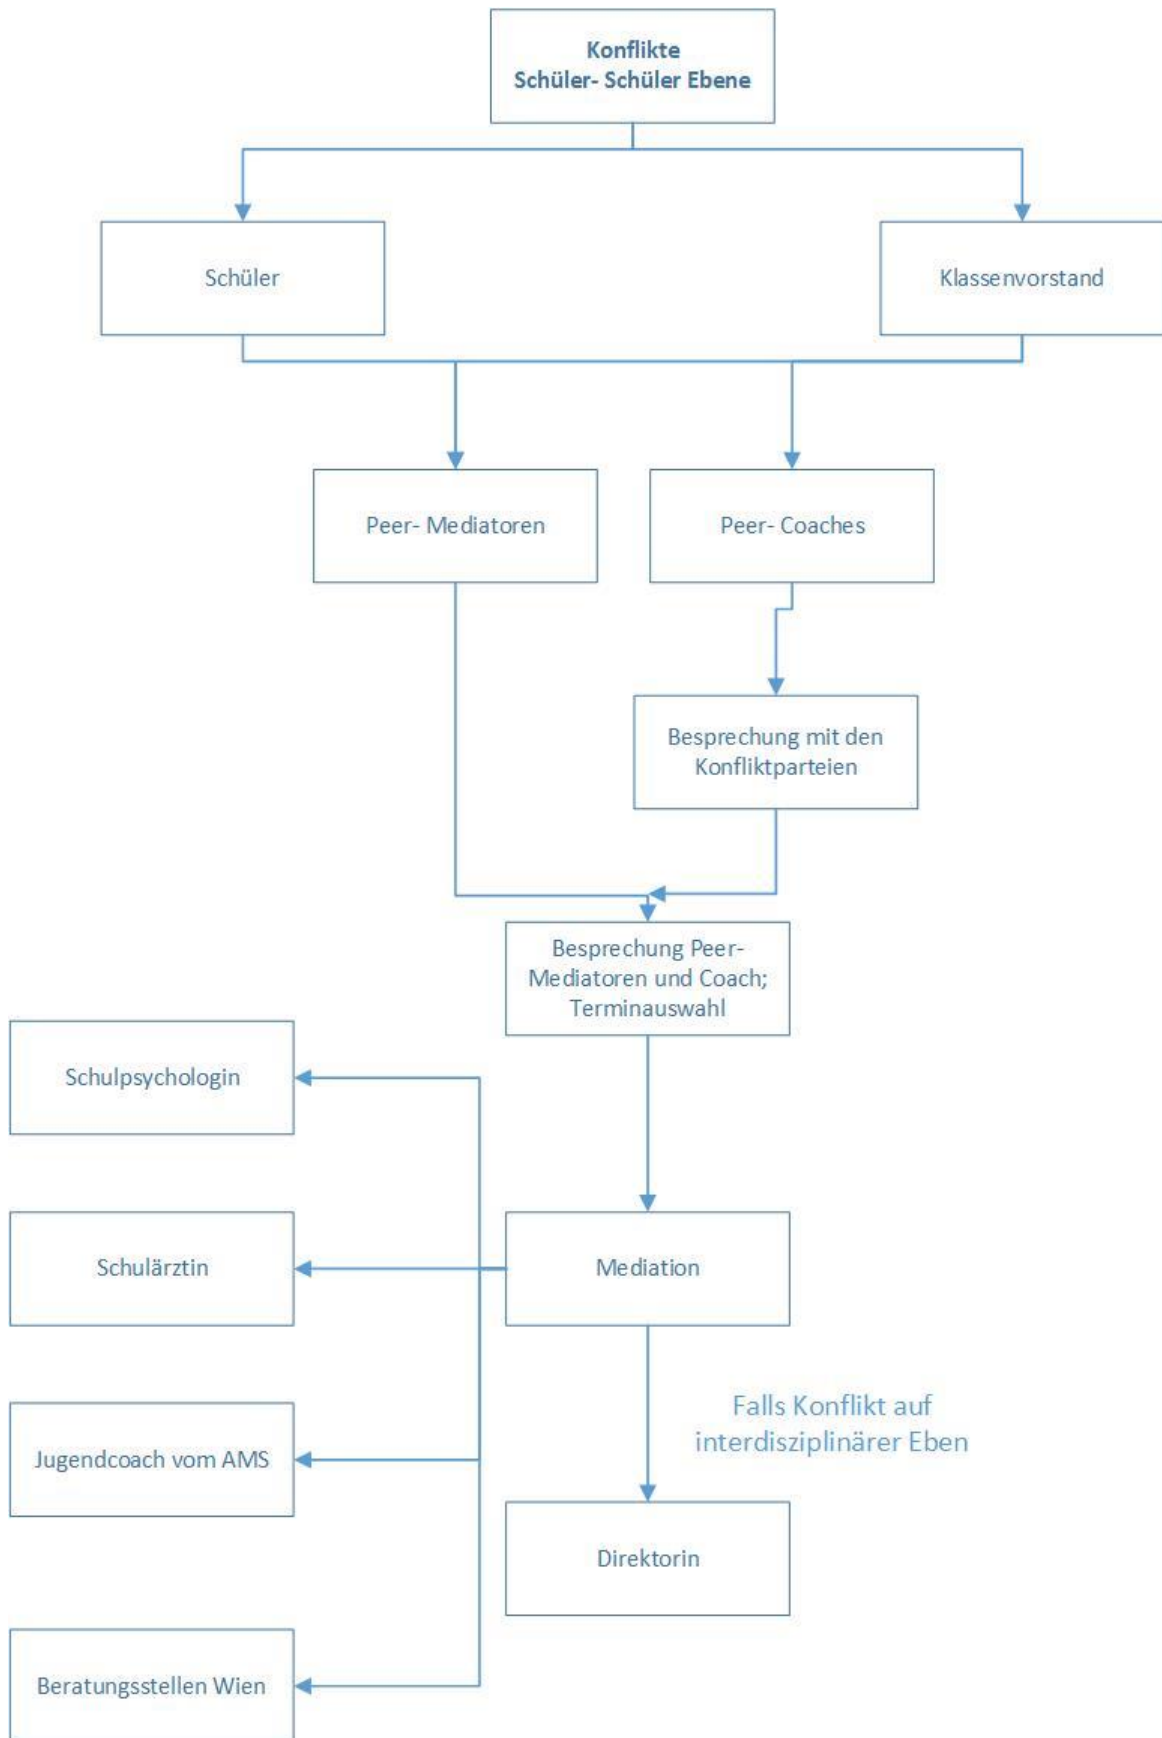 Konflikte
Schüler- Schüler Ebene
Schüler
Klassenvorstand
Peer- Mediatoren
Peer- Coaches
Besprechung mit den
Konfliktparteien
Besprechung Peer-
Mediatoren und Coach;
Terminauswahl
Schulpsychologin
Schulärztin
Mediation
Falls Konflikt auf
interdisziplinärer Eben
Jugendcoach vom AMS
Direktorin
Beratungsstellen Wien